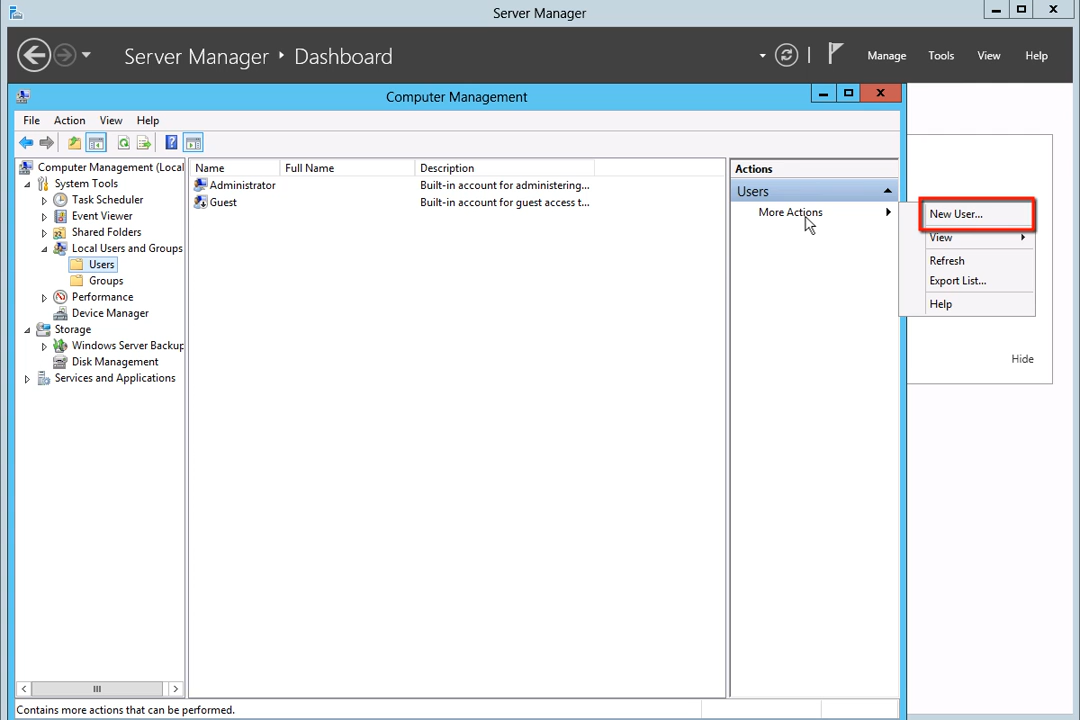 Server Manager
Server Manager ‣ Dashboard
Manage Tools View Help
Computer Management
File Action View Help
Computer Management (Local
System Tools
Task Scheduler
Event Viewer
Shared Folders
Local Users and Groups
Users
Groups
Performance
Device Manager
Storage
Windows Server Backup
Disk Management
Services and Applications
Name Full Name Description
Administrator Built-in account for administering...
Guest Built-in account for guest access t...
Actions
Users
More Actions
New User...
View
Refresh
Export List...
Help
Hide
Contains more actions that can be performed.